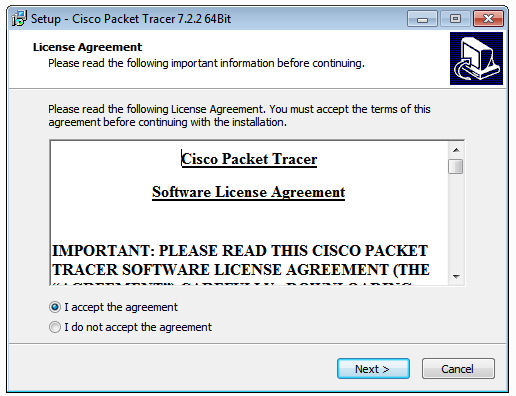 Setup - Cisco Packet Tracer 7.2.2 64Bit
License Agreement
Please read the following important information before continuing.
Please read the following License Agreement. You must accept the terms of this
agreement before continuing with the installation.
Cisco Packet Tracer
Software License Agreement
IMPORTANT: PLEASE READ THIS CISCO PACKET
TRACER SOFTWARE LICENSE AGREEMENT (THE
“AGREEMENT”) CAREFULLY. DOWNLOADING
I accept the agreement
I do not accept the agreement
Next >
Cancel